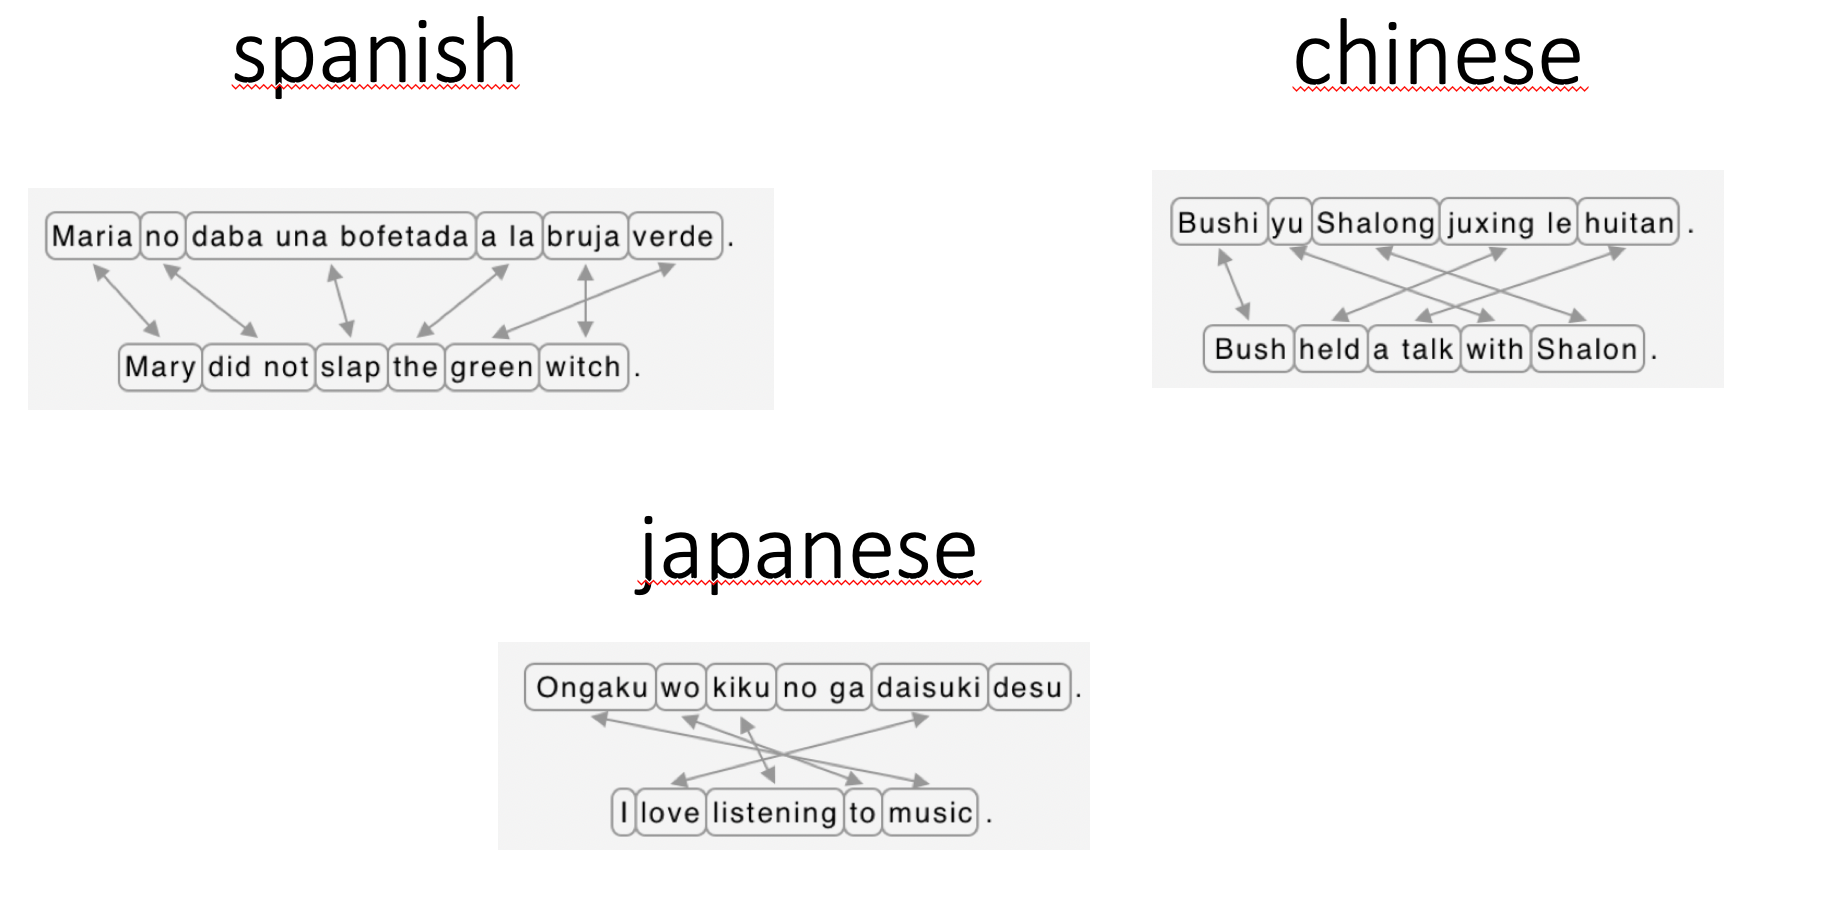 spanish
chinese
Maria no daba una bofetada a la bruja verde .
Mary did not slap the green witch .
Bushi yu Shalong juxing le huitan .
Bush held a talk with Shalon .
japanese
Ongaku wo kiku no ga daisuki desu .
I love listening to music .